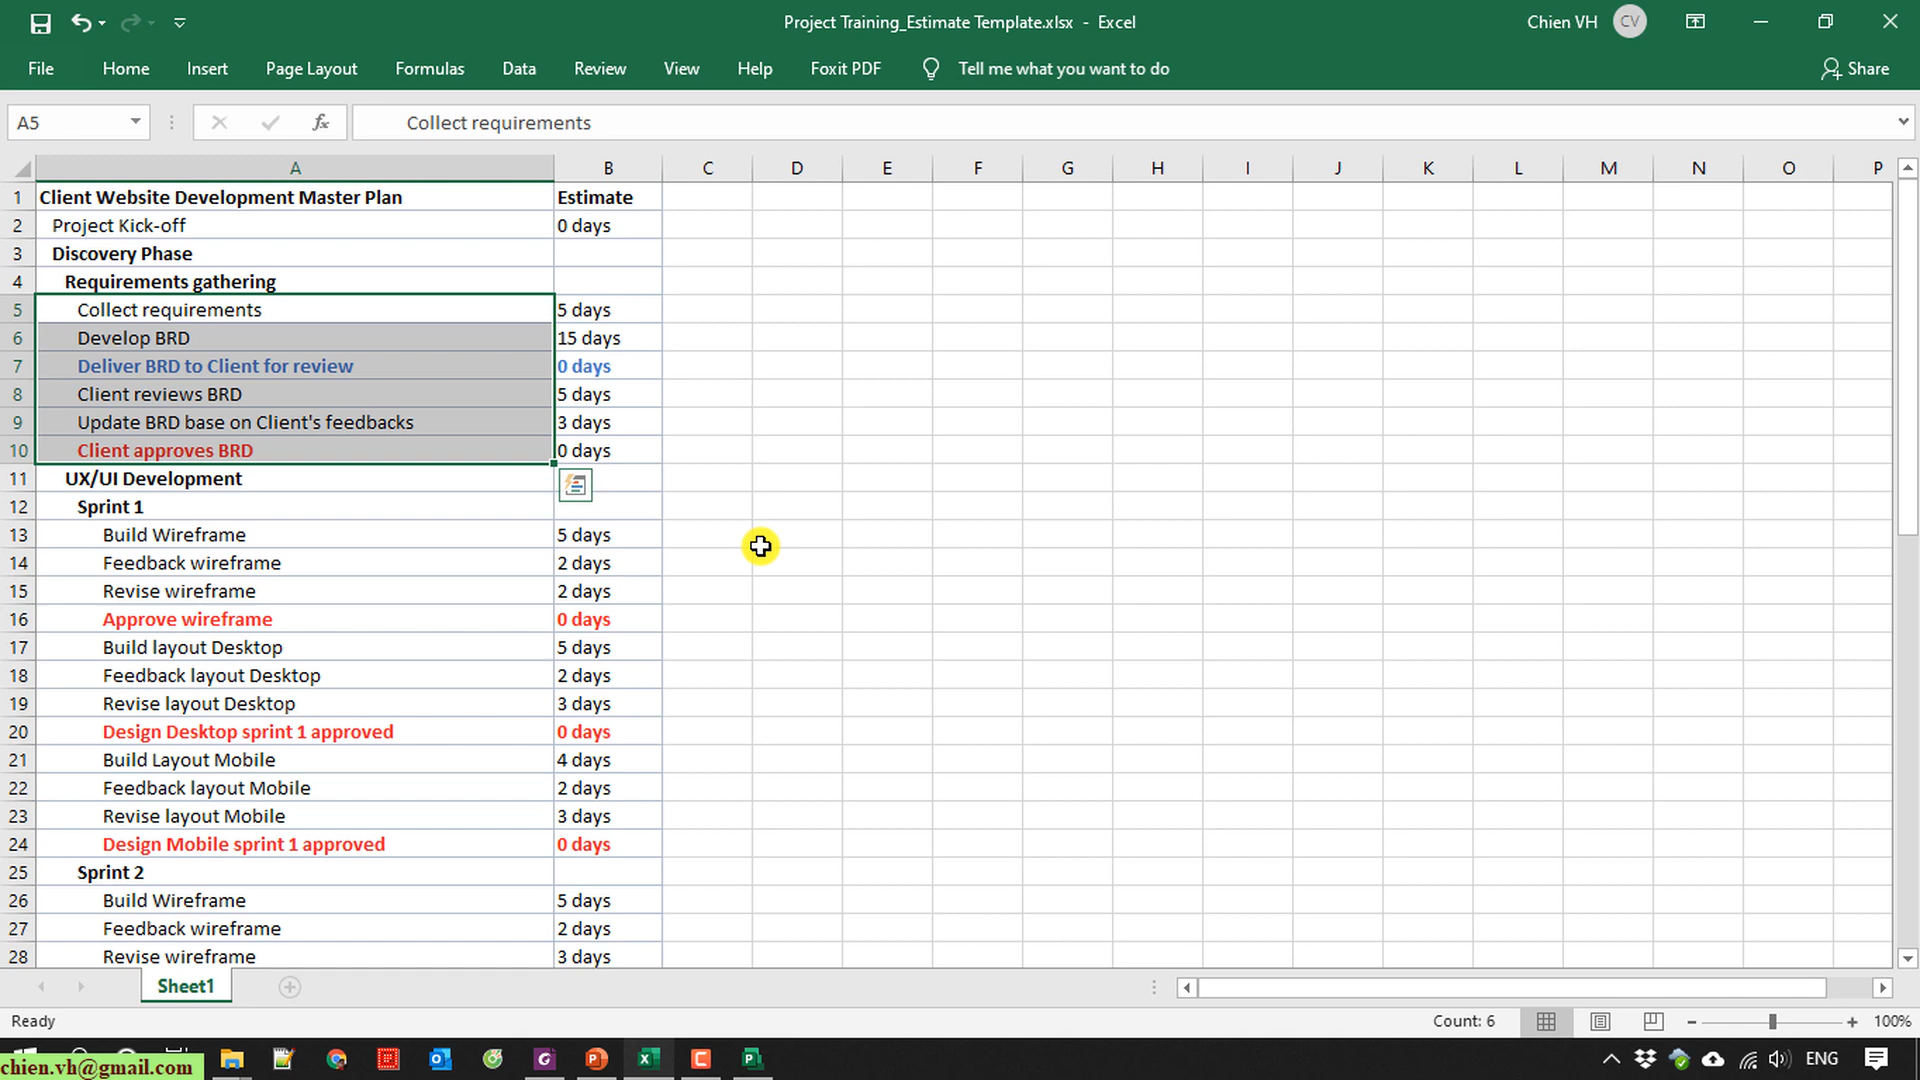 Project Training_Estimate Template.xlsx - Excel
Chien VH
CV
File Home Insert Page Layout Formulas Data Review View Help Foxit PDF Tell me what you want to do Share
A5 fx Collect requirements
A B C D E F G H I J K L M N O P
1 Client Website Development Master Plan Estimate
2 Project Kick-off 0 days
3 Discovery Phase
4 Requirements gathering
5 Collect requirements 5 days
6 Develop BRD 15 days
7 Deliver BRD to Client for review 0 days
8 Client reviews BRD 5 days
9 Update BRD base on Client's feedbacks 3 days
10 Client approves BRD 0 days
11 UX/UI Development
12 Sprint 1
13 Build Wireframe 5 days
14 Feedback wireframe 2 days
15 Revise wireframe 2 days
16 Approve wireframe 0 days
17 Build layout Desktop 5 days
18 Feedback layout Desktop 2 days
19 Revise layout Desktop 3 days
20 Design Desktop sprint 1 approved 0 days
21 Build Layout Mobile 4 days
22 Feedback layout Mobile 2 days
23 Revise layout Mobile 3 days
24 Design Mobile sprint 1 approved 0 days
25 Sprint 2
26 Build Wireframe 5 days
27 Feedback wireframe 2 days
28 Revise wireframe 3 days
Sheet1
Ready Count: 6 100%
chien.vh@gmail.com
ENG